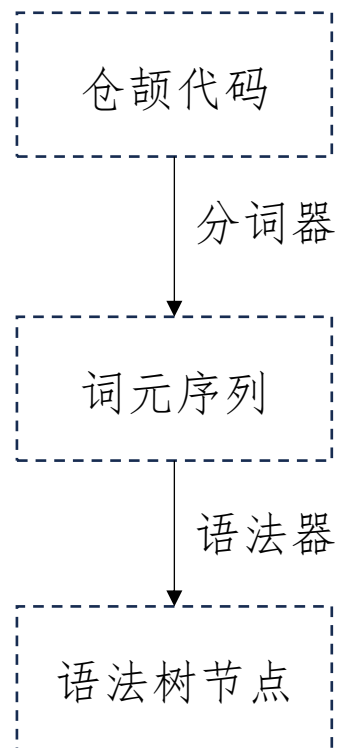 仓颉代码
分词器
词元序列
语法器
语法树节点